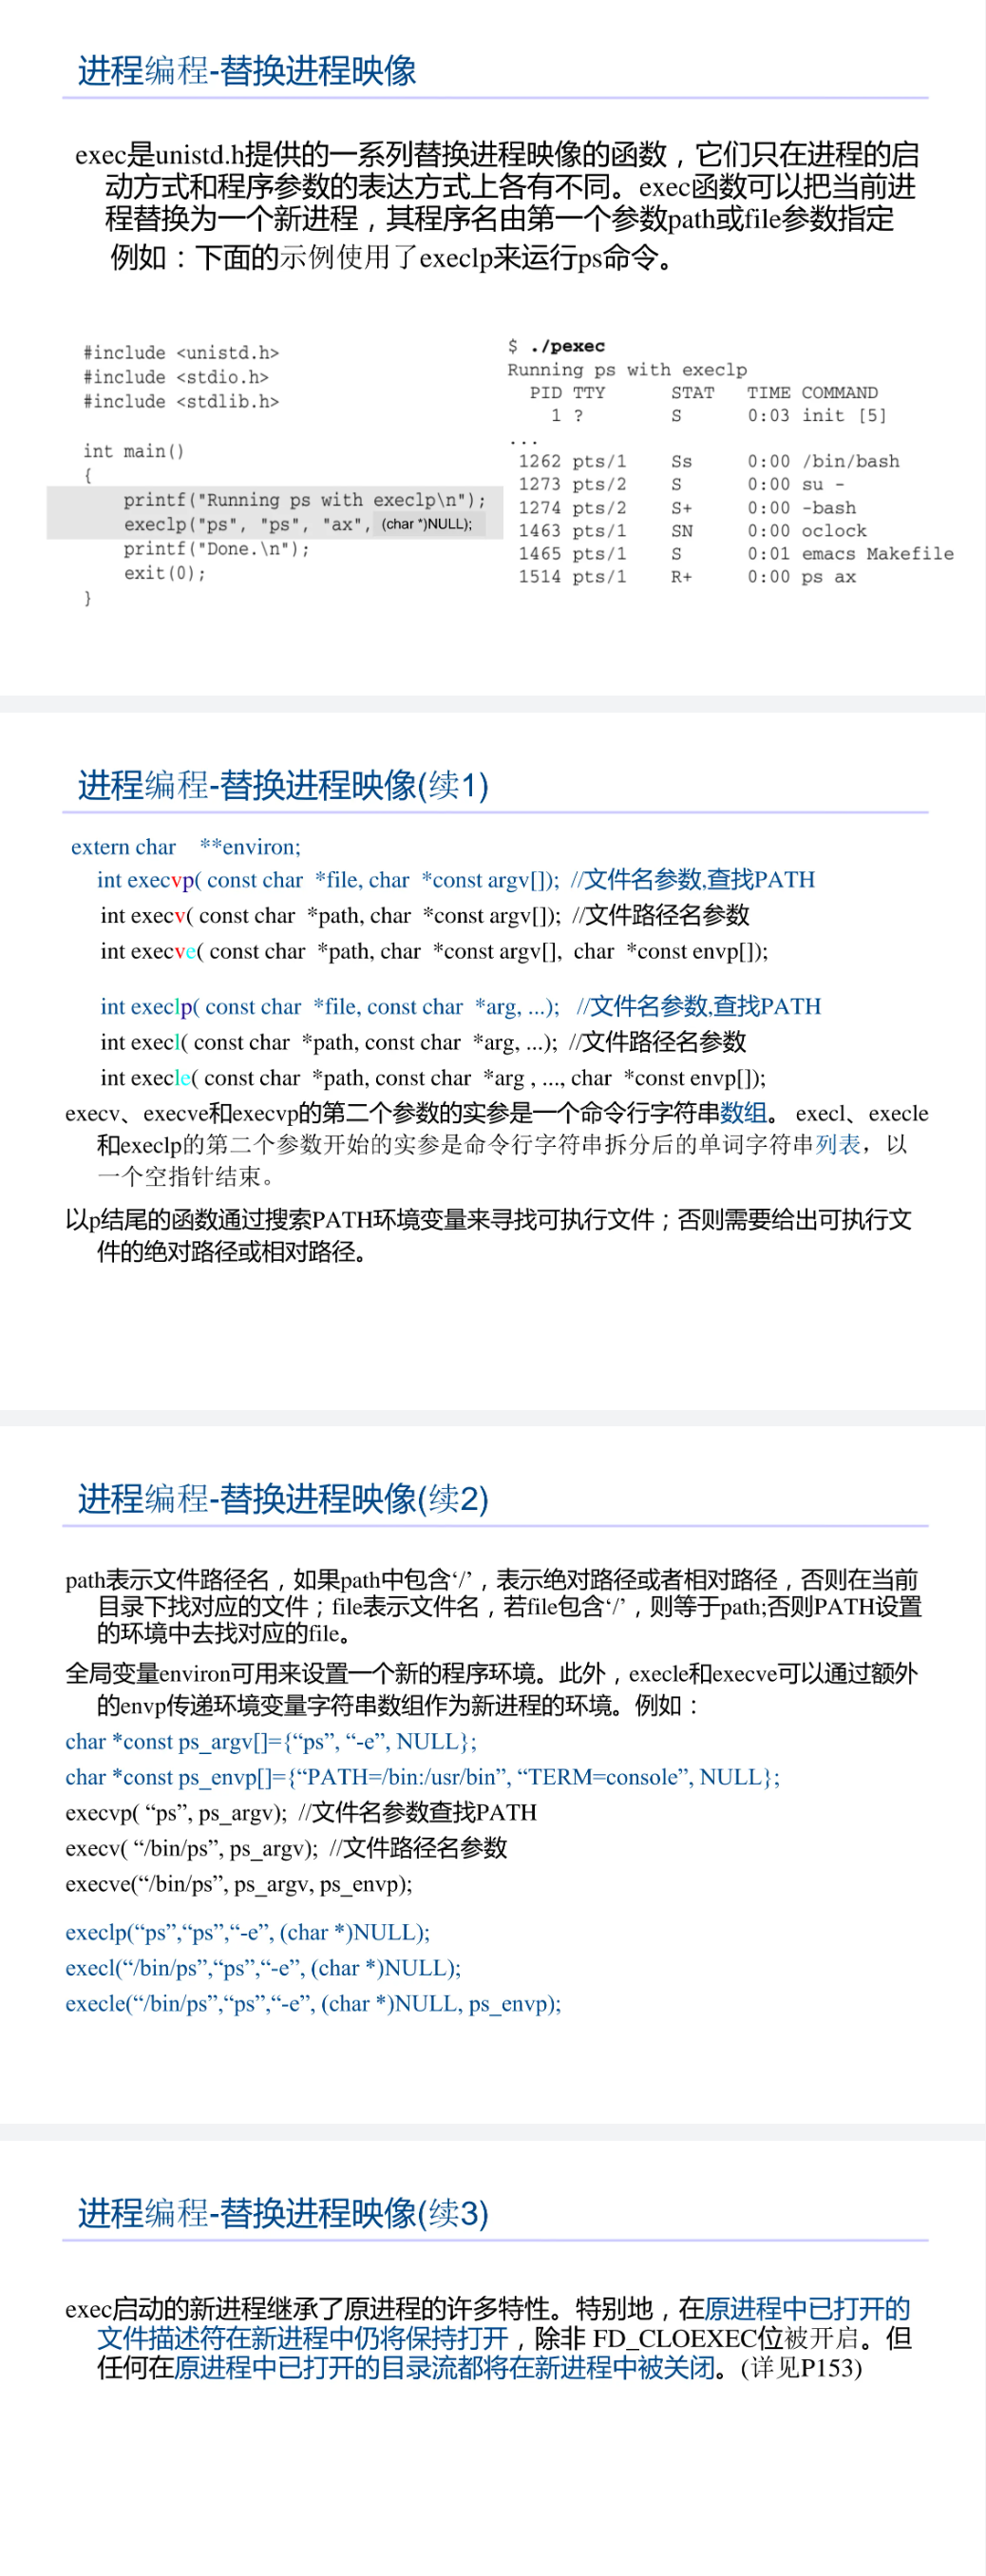 进程编程-替换进程映像
exec是unistd.h提供的一系列替换进程映像的函数，它们只在进程的启
动方式和程序参数的表达方式上各有不同。exec函数可以把当前进
程替换为一个新进程，其程序名由第一个参数path或file参数指定
例如：下面的示例使用了execlp来运行ps命令。
#include <unistd.h>
#include <stdio.h>
#include <stdlib.h>
int main()
{
printf("Running ps with execlp\n");
execlp("ps", "ps", "ax", (char *)NULL);
printf("Done.\n");
exit(0);
}
$ ./pexec
Running ps with execlp
PID TTY STAT TIME COMMAND
1 ? S 0:03 init [5]
...
1262 pts/1 Ss 0:00 /bin/bash
1273 pts/2 S 0:00 su -
1274 pts/2 S+ 0:00 -bash
1463 pts/1 SN 0:00 oclock
1465 pts/1 S 0:01 emacs Makefile
1514 pts/1 R+ 0:00 ps ax
进程编程-替换进程映像(续1)
extern char **environ;
int execvp( const char *file, char *const argv[]); //文件名参数,查找PATH
int execv( const char *path, char *const argv[]); //文件路径名参数
int execve( const char *path, char *const argv[], char *const envp[]);
int execlp( const char *file, const char *arg, ...); //文件名参数,查找PATH
int execl( const char *path, const char *arg, ...); //文件路径名参数
int execle( const char *path, const char *arg , ..., char *const envp[]);
execv、execve和execvp的第二个参数的实参是一个命令行字符串数组。 execl、execle
和execlp的第二个参数开始的实参是命令行字符串拆分后的单词字符串列表，以
一个空指针结束。
以p结尾的函数通过搜索PATH环境变量来寻找可执行文件；否则需要给出可执行文
件的绝对路径或相对路径。
进程编程-替换进程映像(续2)
path表示文件路径名，如果path中包含‘/’，表示绝对路径或者相对路径，否则在当前
目录下找对应的文件；file表示文件名，若file包含‘/’，则等于path;否则PATH设置
的环境中去找对应的file。
全局变量environ可用来设置一个新的程序环境。此外，execle和execve可以通过额外
的envp传递环境变量字符串数组作为新进程的环境。例如：
char *const ps_argv[]={“ps”, “-e”, NULL};
char *const ps_envp[]={“PATH=/bin:/usr/bin”, “TERM=console”, NULL};
execvp( “ps”, ps_argv); //文件名参数查找PATH
execv( “/bin/ps”, ps_argv); //文件路径名参数
execve(“/bin/ps”, ps_argv, ps_envp);
execlp(“ps”,“ps”,“-e”, (char *)NULL);
execl(“/bin/ps”,“ps”,“-e”, (char *)NULL);
execle(“/bin/ps”,“ps”,“-e”, (char *)NULL, ps_envp);
进程编程-替换进程映像(续3)
exec启动的新进程继承了原进程的许多特性。特别地，在原进程中已打开的
文件描述符在新进程中仍将保持打开，除非 FD_CLOEXEC位被开启。但
任何在原进程中已打开的目录流都将在新进程中被关闭。(详见P153)